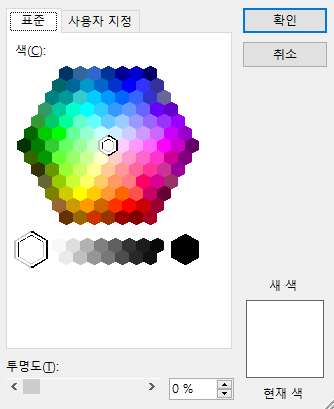 표준
사용자 지정
확인
취소
색(C):
새 색
현재 색
투명도(T):
0 %